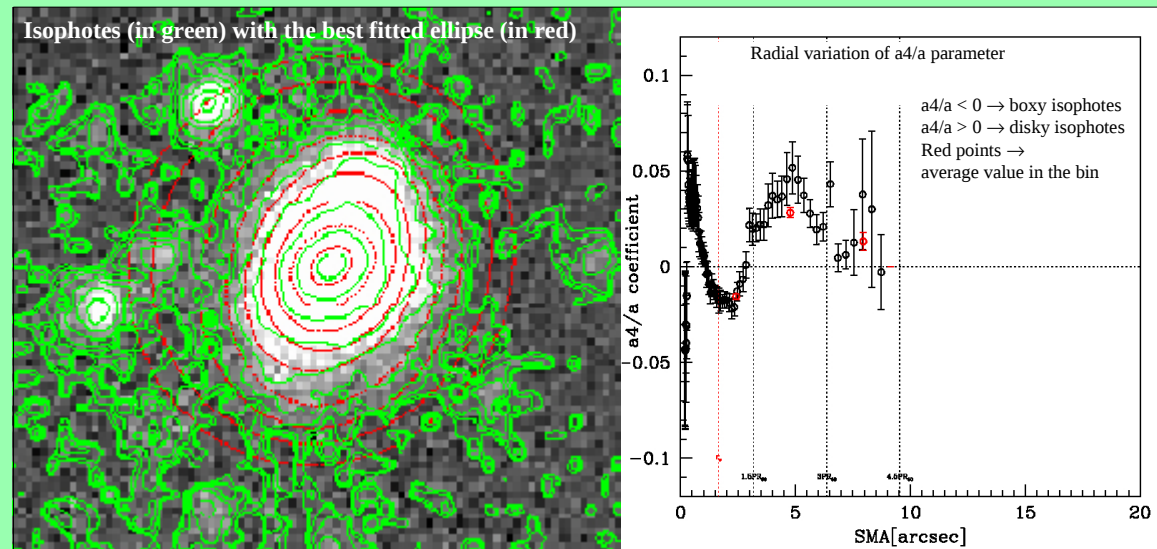 Isophotes (in green) with the best fitted ellipse (in red)
Radial variation of a4/a parameter
a4/a < 0 → boxy isophotes
a4/a > 0 → disky isophotes
Red points →
average value in the bin
a4/a coefficient
0.1
0.05
0
−0.05
−0.1
0
5
10
15
20
SMA[arsec]